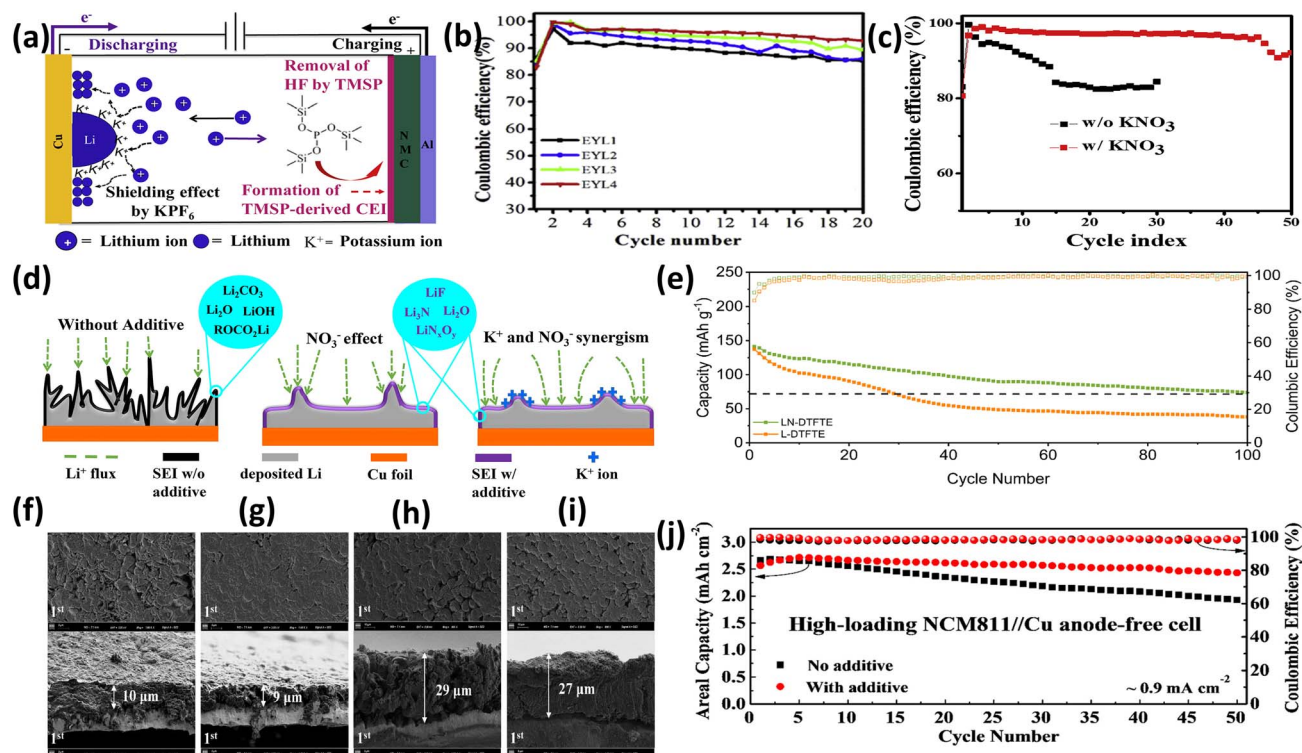 (a)
e-
e-
Discharging
Charging
-
+
Removal of
HF by TMSP
Si
O
O
P
Si
O
Si
Cu
Li
K+
N
M
C
Al
Shielding effect
by KPF6
Formation of
TMSP-derived CEI
+ = Lithium ion
= Lithium
K+= Potassium ion
(b)
Coulombic efficiency(%)
100
90
80
70
60
50
40
30
EYL1
EYL2
EYL3
EYL4
2 4 6 8 10 12 14 16 18 20
Cycle number
(c)
Coulombic efficiency (%)
100
80
60
w/o KNO3
w/ KNO3
10 20 30 40 50
Cycle index
(d)
Without Additive
Li2CO3
Li2O LiOH
ROCO2Li
NO3- effect
LiF
Li3N Li2O
LiNxOy
K+ and NO3- synergism
Li+ flux
SEI w/o
additive
deposited Li
Cu foil
SEI w/
additive
K+ ion
(e)
Capacity (mAh g-1)
250
200
150
100
50
0
LN-DTFTE
L-DTFTE
100
80
60
40
20
0
Columbic Efficiency (%)
0 20 40 60 80 100
Cycle Number
(f)
(g)
(h)
(i)
1st
1st
1st
1st
10 μm
9 μm
29 μm
27 μm
1st
1st
1st
1st
(j)
Areal Capacity (mAh cm-2)
3.0
2.5
2.0
1.5
1.0
0.5
0.0
High-loading NCM811//Cu anode-free cell
No additive
With additive
~ 0.9 mA cm-2
100
80
60
40
20
0
Coulombic Efficiency (%)
0 5 10 15 20 25 30 35 40 45 50
Cycle Number